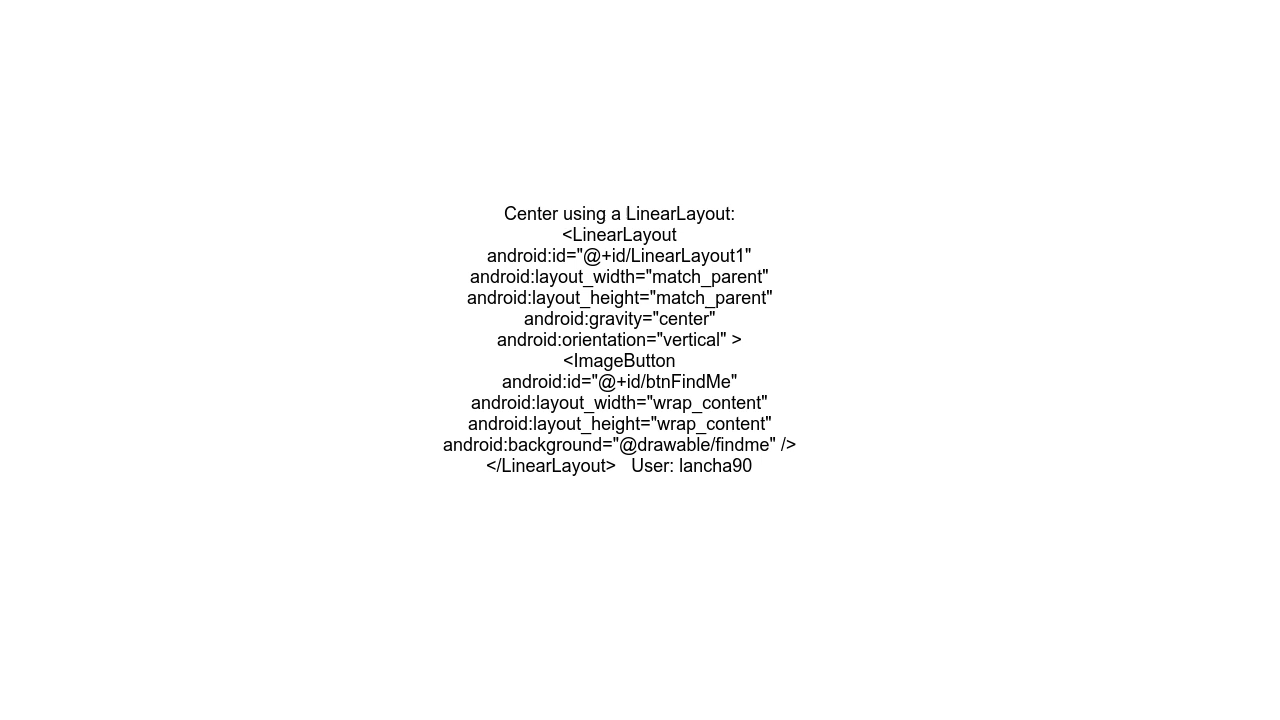 Center using a LinearLayout:
<LinearLayout
android:id="@+id/LinearLayout1"
android:layout_width="match_parent"
android:layout_height="match_parent"
android:gravity="center"
android:orientation="vertical" >
<ImageButton
android:id="@+id/btnFindMe"
android:layout_width="wrap_content"
android:layout_height="wrap_content"
android:background="@drawable/findme" />
</LinearLayout>   User: lancha90